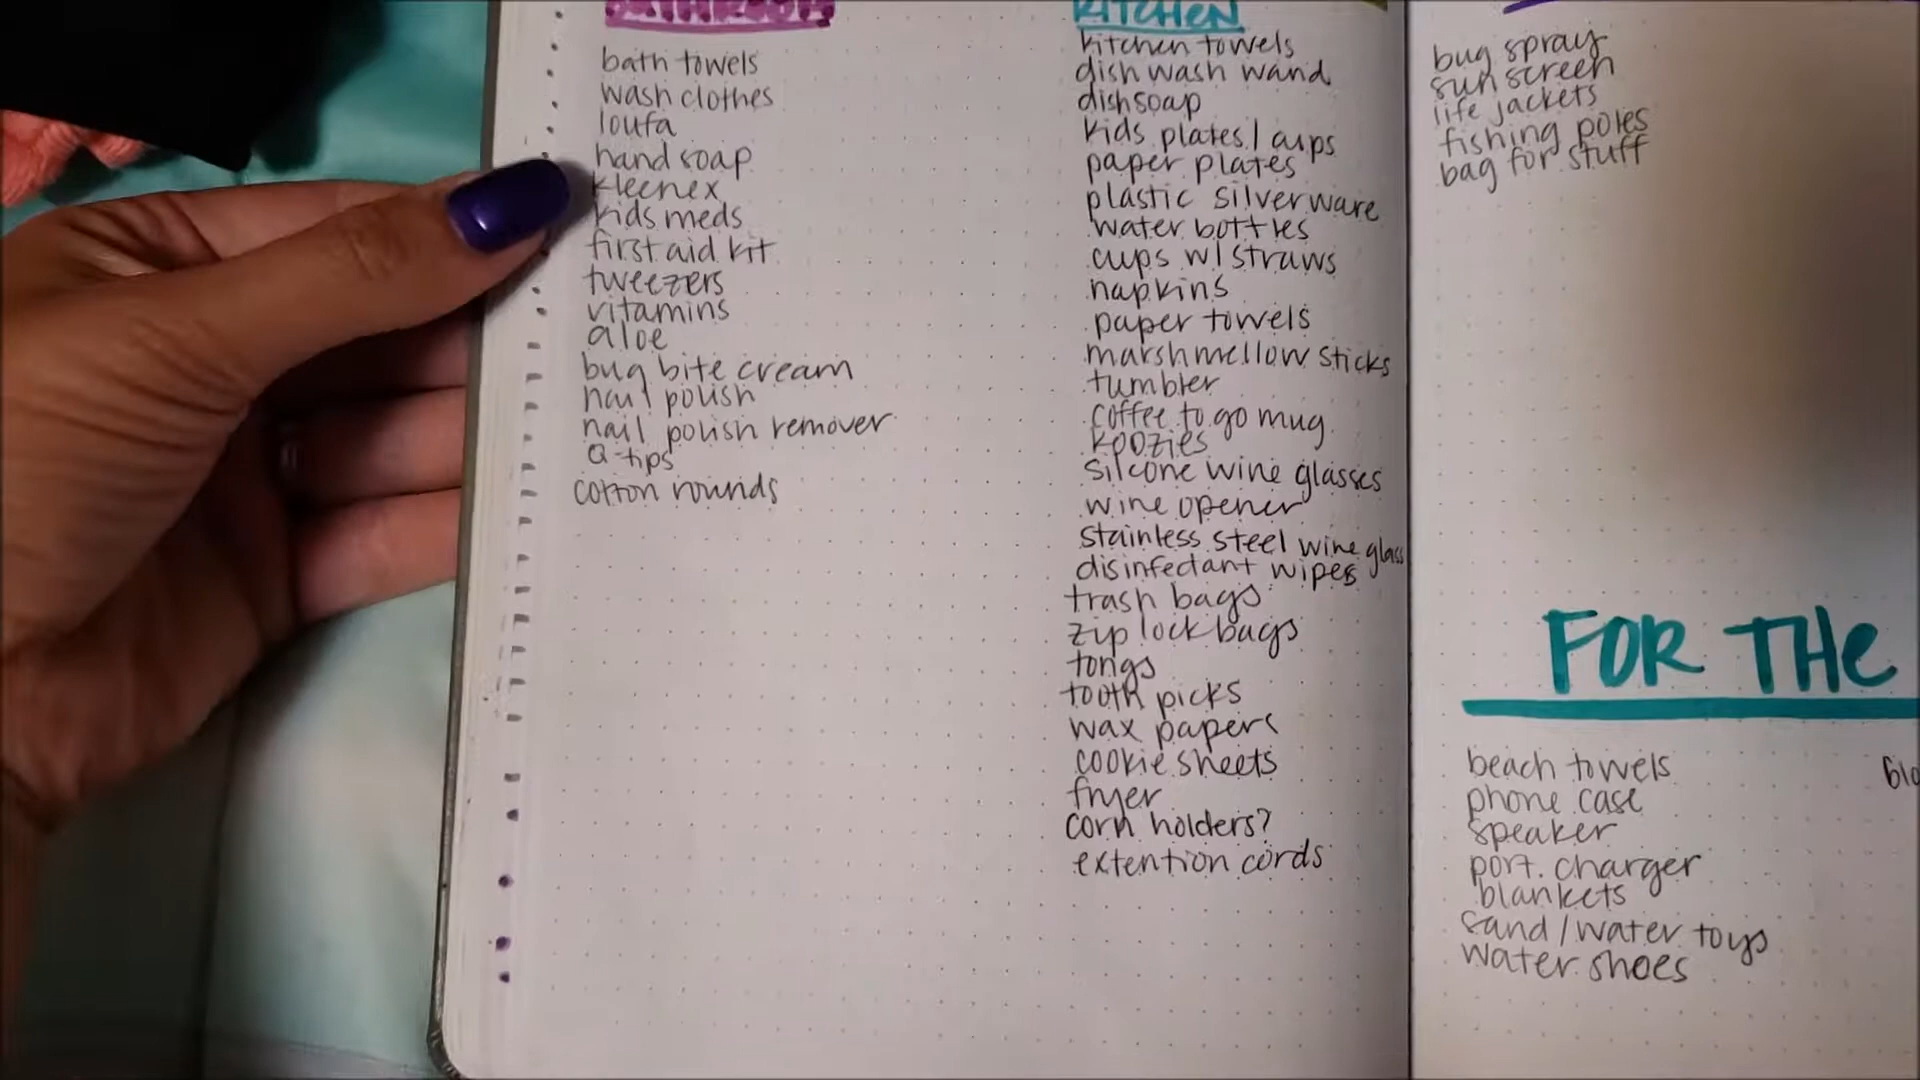 BATHROOM
bath towels
wash clothes
loufa
hand soap
kleenex
kids meds
first aid kit
tweezers
vitamins
aloe
bug bite cream
nail polish
nail polish remover
Q-tips
cotton rounds
KITCHEN
kitchen towels
dish wash wand
dish soap
kids plates / cups
paper plates
plastic silverware
water bottles
cups w/ straws
napkins
paper towels
marshmellow sticks
tumbler
coffee to go mug
koozies
silcone wine glasses
wine opener
stainless steel wine glass
disinfectant wipes
trash bags
zip lock bags
tongs
tooth picks
wax papers
cookie sheets
fryer
corn holders?
extention cords
bug spray
sun screen
life jackets
fishing poles
bag for stuff
FOR THE
beach towels
phone case
speaker
port. charger
blankets
sand / water toys
water shoes